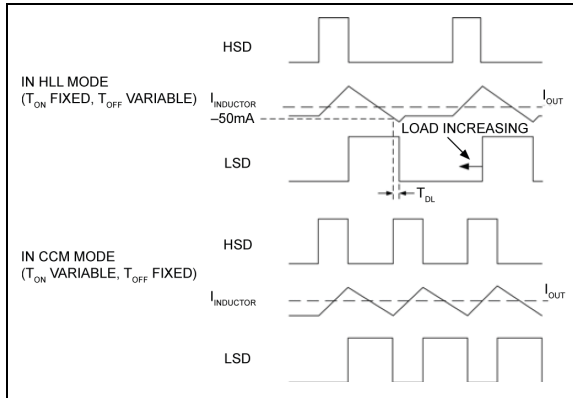 HSD
IN HLL MODE
(TON FIXED, TOFF VARIABLE)
IINDUCTOR
IOUT
–50mA
LOAD INCREASING
LSD
TDL
HSD
IN CCM MODE
(TON VARIABLE, TOFF FIXED)
IINDUCTOR
IOUT
LSD